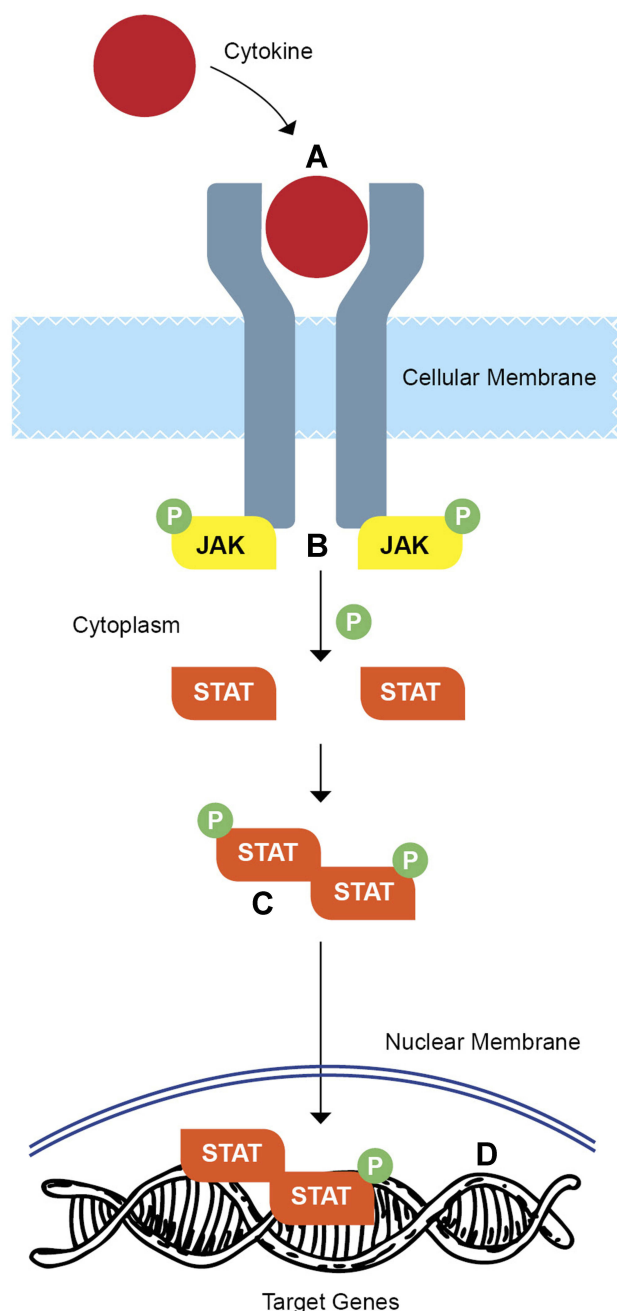 Cytokine
A
Cellular Membrane
P
P
JAK
B
JAK
P
Cytoplasm
STAT
STAT
P
STAT
P
STAT
C
Nuclear Membrane
STAT
P
D
STAT
Target Genes